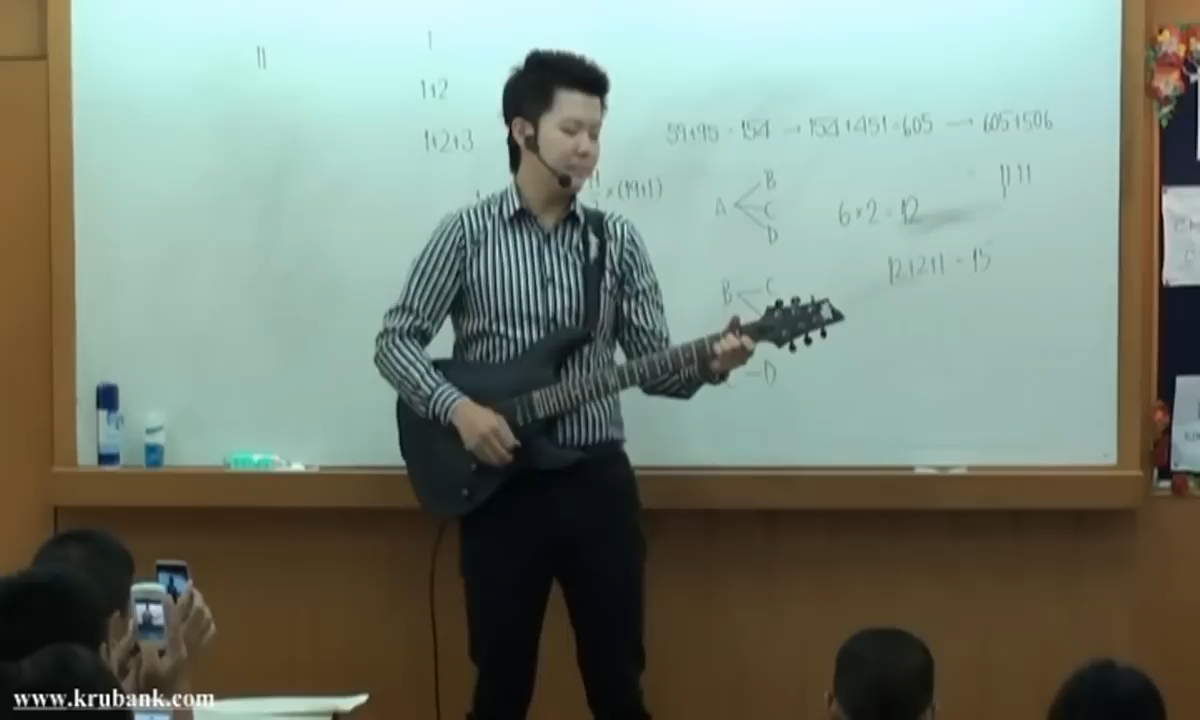 11
1
1+2
1+2+3
59+95 = 154 → 154+451=605 → 605+506
1111
×(19+1)
A B C D
6×2=12
12+2+1 = 15
B C
D
www.krubank.com